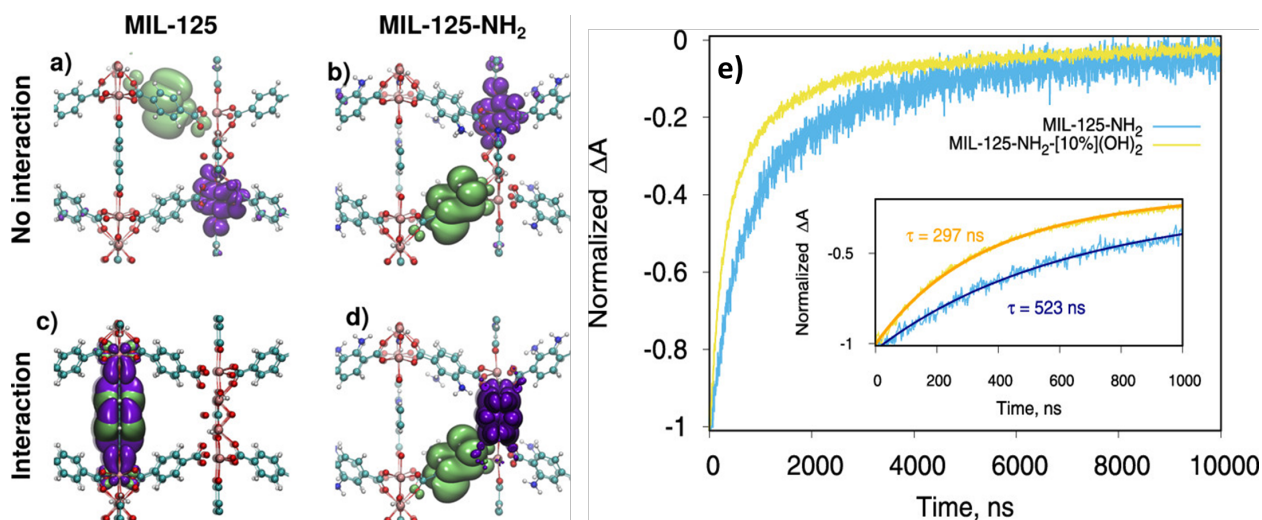 MIL-125
MIL-125-NH₂
No interaction
a)
b)
Interaction
c)
d)
e)
Normalized ΔA
0
-0.2
-0.4
-0.6
-0.8
-1
MIL-125-NH₂
MIL-125-NH₂-[10%](OH)₂
Normalized ΔA
-0.5
-1
τ = 297 ns
τ = 523 ns
0 200 400 600 800 1000
Time, ns
0 2000 4000 6000 8000 10000
Time, ns